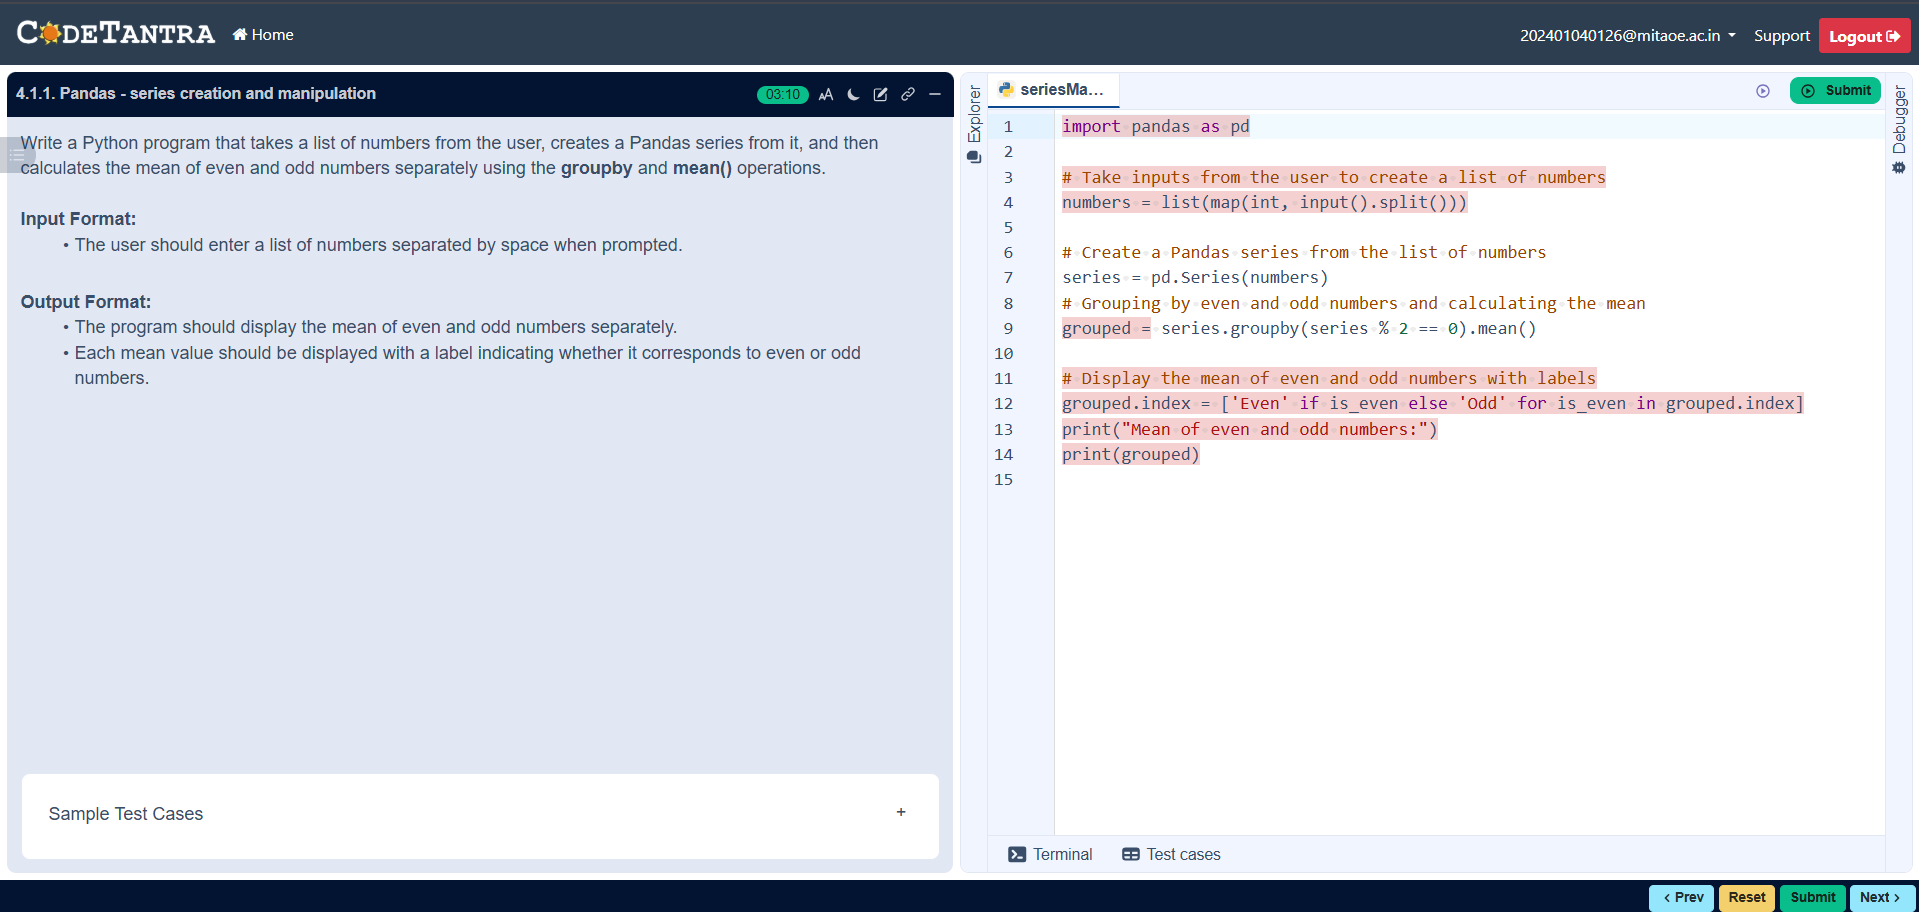 CODETANTRA Home
202401040126@mitaoe.ac.in Support Logout
4.1.1. Pandas - series creation and manipulation 03:10 AA
Write a Python program that takes a list of numbers from the user, creates a Pandas series from it, and then
calculates the mean of even and odd numbers separately using the groupby and mean() operations.
Input Format:
• The user should enter a list of numbers separated by space when prompted.
Output Format:
• The program should display the mean of even and odd numbers separately.
• Each mean value should be displayed with a label indicating whether it corresponds to even or odd
numbers.
Sample Test Cases +
Explorer
seriesMa... Submit
1 import pandas as pd
2
3 # Take inputs from the user to create a list of numbers
4 numbers = list(map(int, input().split()))
5
6 # Create a Pandas series from the list of numbers
7 series = pd.Series(numbers)
8 # Grouping by even and odd numbers and calculating the mean
9 grouped = series.groupby(series % 2 == 0).mean()
10
11 # Display the mean of even and odd numbers with labels
12 grouped.index = ['Even' if is_even else 'Odd' for is_even in grouped.index]
13 print("Mean of even and odd numbers:")
14 print(grouped)
15
Debugger
Terminal Test cases
< Prev Reset Submit Next >